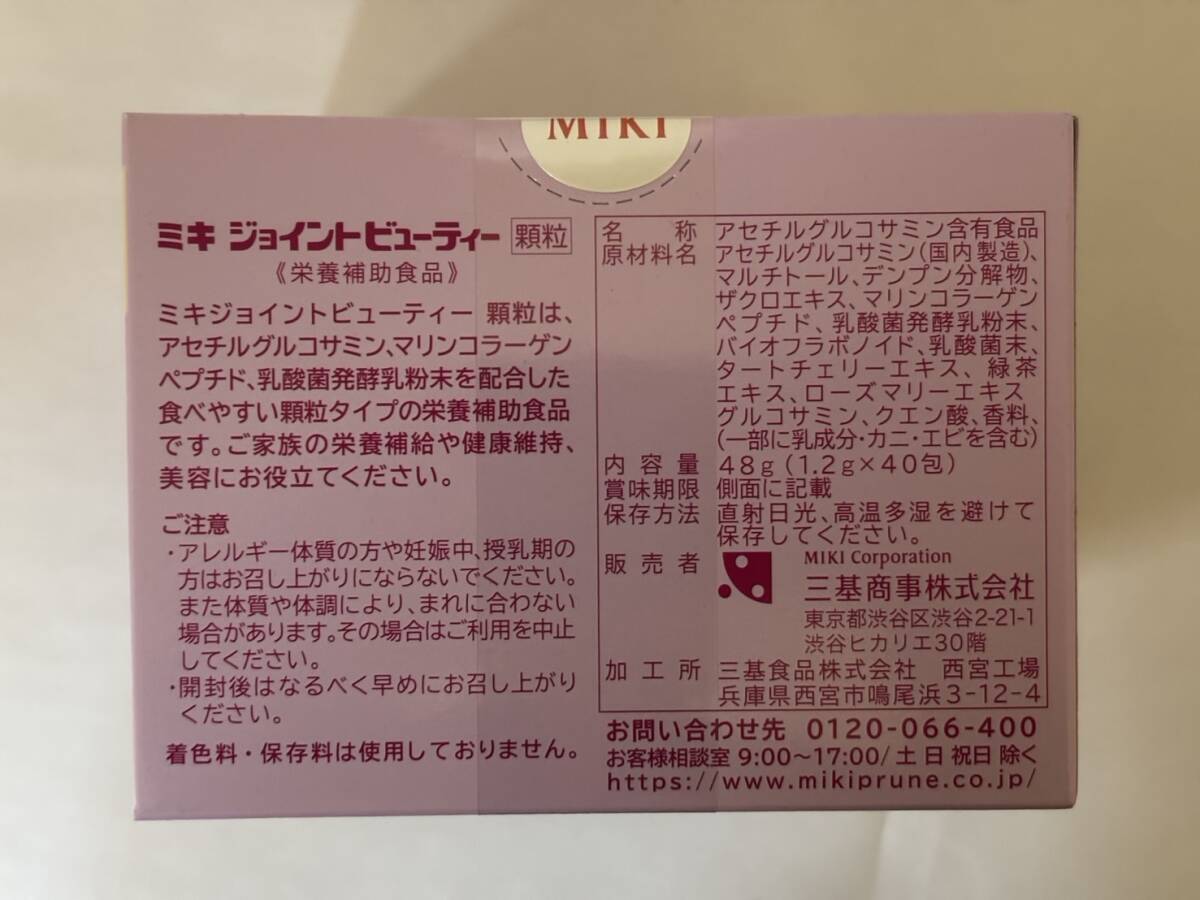 MIKI
ミキ ジョイントビューティー 顆粒
《栄養補助食品》
ミキジョイントビューティー 顆粒は、
アセチルグルコサミン、マリンコラーゲン
ペプチド、乳酸菌発酵乳粉末を配合した
食べやすい顆粒タイプの栄養補助食品
です。ご家族の栄養補給や健康維持、
美容にお役立てください。
ご注意
・アレルギー体質の方や妊娠中、授乳期の
方はお召し上がりにならないでください。
また体質や体調により、まれに合わない
場合があります。その場合はご利用を中止
してください。
・開封後はなるべく早めにお召し上がり
ください。
着色料・保存料は使用しておりません。
名称 アセチルグルコサミン含有食品
原材料名 アセチルグルコサミン(国内製造)、
マルチトール、デンプン分解物、
ザクロエキス、マリンコラーゲン
ペプチド、乳酸菌発酵乳粉末、
バイオフラボノイド、乳酸菌末、
タートチェリーエキス、緑茶
エキス、ローズマリーエキス
グルコサミン、クエン酸、香料、
(一部に乳成分・カニ・エビを含む)
内容量 48g(1.2g×40包)
賞味期限 側面に記載
保存方法 直射日光、高温多湿を避けて
保存してください。
販売者 MIKI Corporation
三基商事株式会社
東京都渋谷区渋谷2-21-1
渋谷ヒカリエ30階
加工所 三基食品株式会社 西宮工場
兵庫県西宮市鳴尾浜3-12-4
お問い合わせ先 0120-066-400
お客様相談室 9:00〜17:00/土日祝日除く
https://www.mikiprune.co.jp/